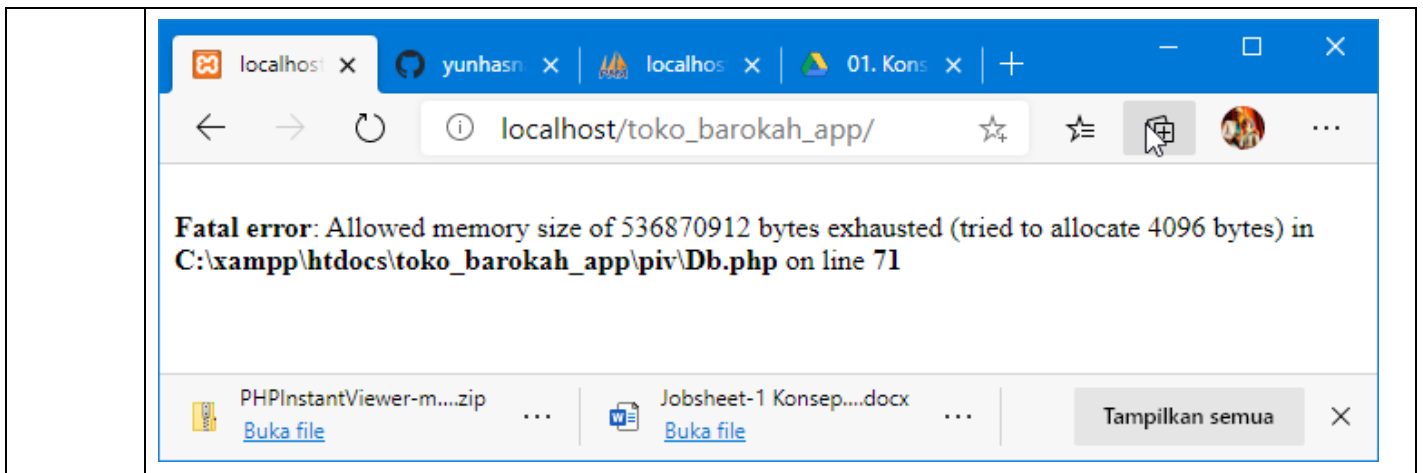 localhost
yunhasn
localhos
01. Kons
localhost/toko_barokah_app/
Fatal error: Allowed memory size of 536870912 bytes exhausted (tried to allocate 4096 bytes) in
C:\xampp\htdocs\toko_barokah_app\piv\Db.php on line 71
PHPInstantViewer-m....zip
Buka file
Jobsheet-1 Konsep....docx
Buka file
Tampilkan semua